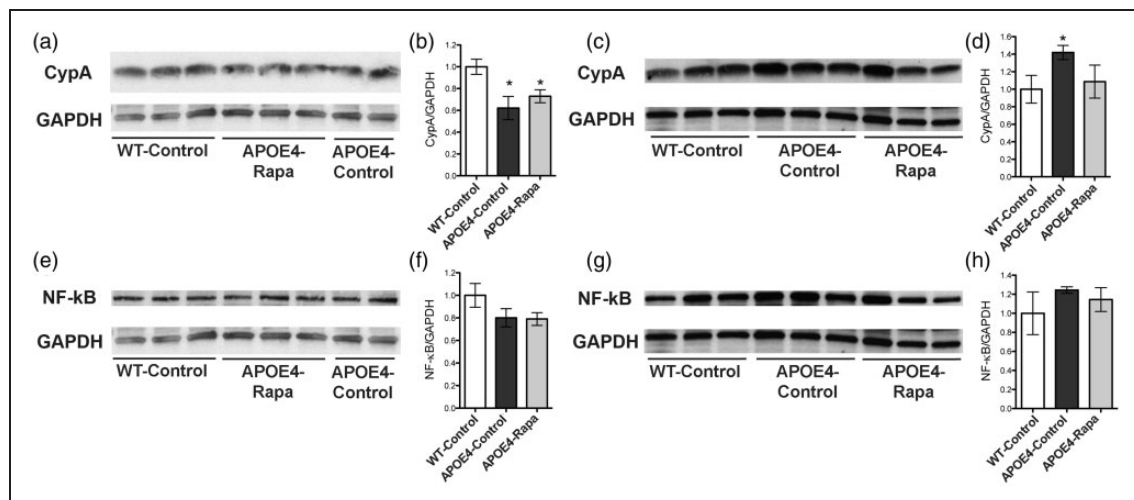 (a)
CypA
GAPDH
WT-Control
APOE4-
Rapa
APOE4-
Control
(b)
CypA/GAPDH
1.2
1.0
0.8
0.6
0.4
0.2
0.0
*
*
WT-Control
APOE4-Control
APOE4-Rapa
(c)
CypA
GAPDH
WT-Control
APOE4-
Control
APOE4-
Rapa
(d)
CypA/GAPDH
1.6
1.4
1.2
1.0
0.8
0.6
0.4
0.2
0.0
*
WT-Control
APOE4-Control
APOE4-Rapa
(e)
NF-kB
GAPDH
WT-Control
APOE4-
Rapa
APOE4-
Control
(f)
NF-κB/GAPDH
1.2
1.0
0.8
0.6
0.4
0.2
0.0
WT-Control
APOE4-Control
APOE4-Rapa
(g)
NF-kB
GAPDH
WT-Control
APOE4-
Control
APOE4-
Rapa
(h)
NF-κB/GAPDH
1.4
1.2
1.0
0.8
0.6
0.4
0.2
0.0
WT-Control
APOE4-Control
APOE4-Rapa